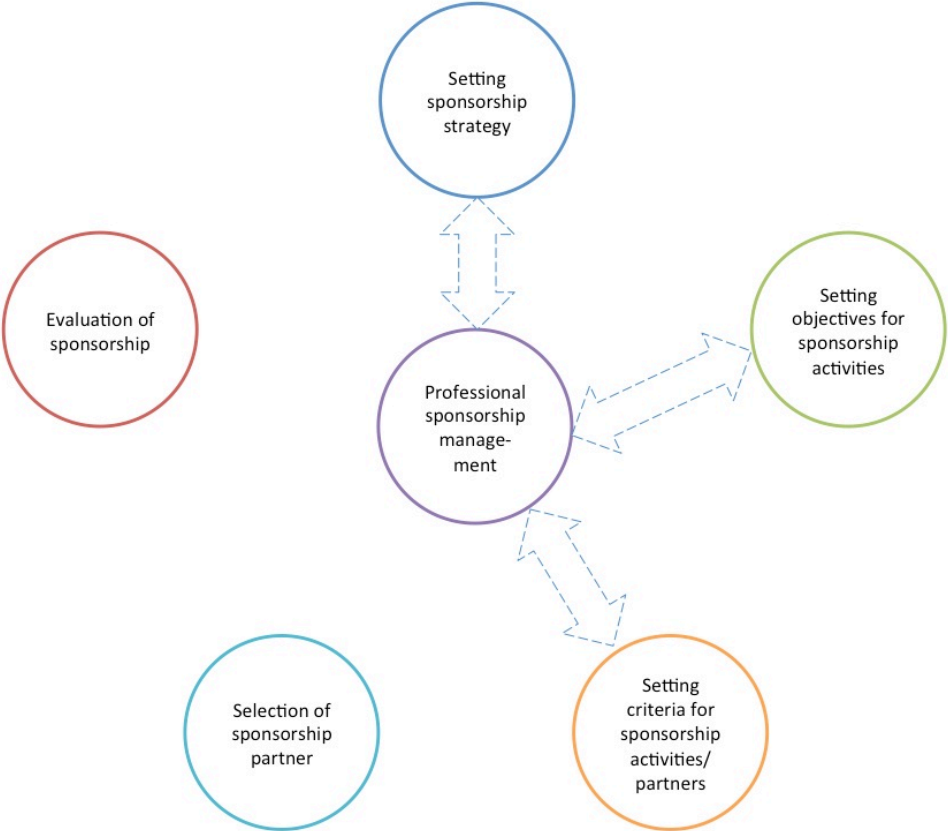 Setting
sponsorship
strategy
Evaluation of
sponsorship
Setting
objectives for
sponsorship
activities
Professional
sponsorship
manage-
ment
Selection of
sponsorship
partner
Setting
criteria for
sponsorship
activities/
partners